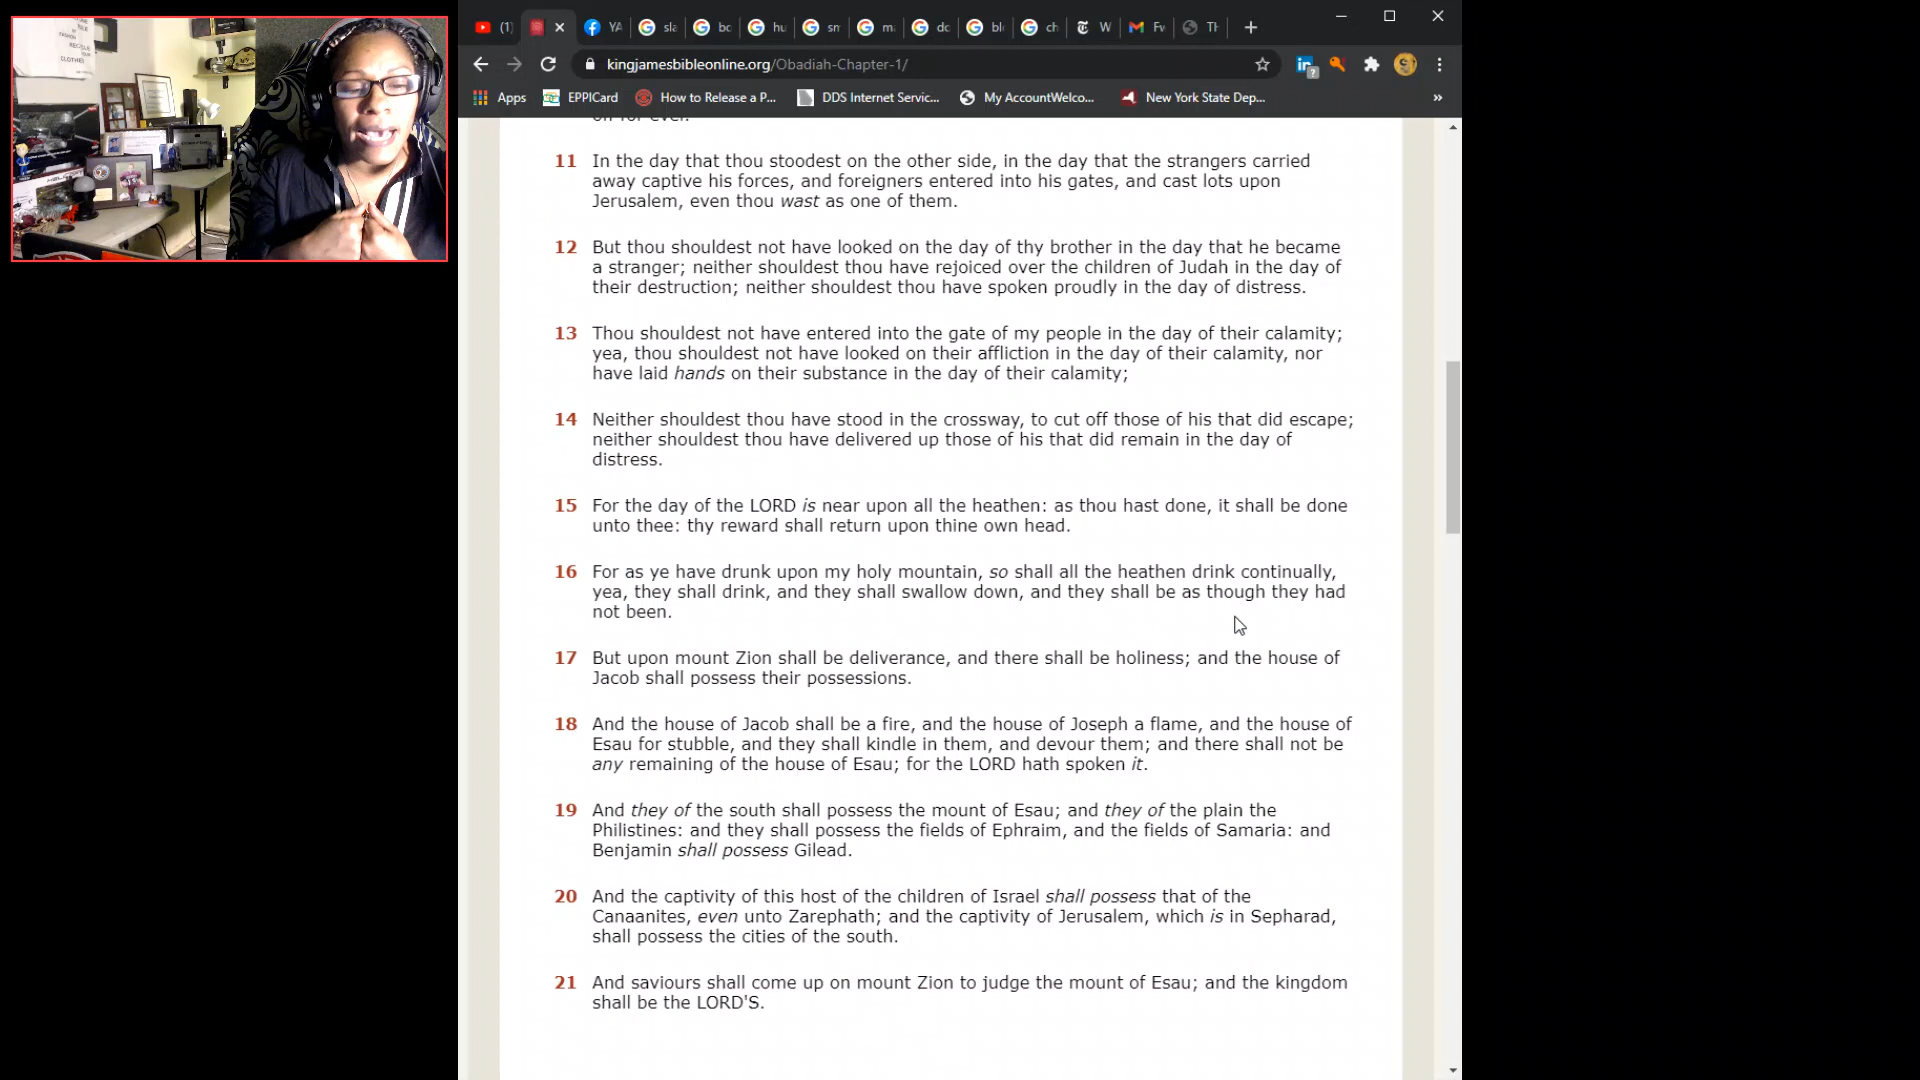 FASHION
RECYCLE
CLOTHES
(1)
YA
sla
bc
hu
sn
m
dc
bl
ch
W
Fv
Th
kingjamesbibleonline.org/Obadiah-Chapter-1/
Apps
EPPICard
How to Release a P...
DDS Internet Servic...
My AccountWelco...
New York State Dep...
»
off for ever.
11 In the day that thou stoodest on the other side, in the day that the strangers carried
away captive his forces, and foreigners entered into his gates, and cast lots upon
Jerusalem, even thou wast as one of them.
12 But thou shouldest not have looked on the day of thy brother in the day that he became
a stranger; neither shouldest thou have rejoiced over the children of Judah in the day of
their destruction; neither shouldest thou have spoken proudly in the day of distress.
13 Thou shouldest not have entered into the gate of my people in the day of their calamity;
yea, thou shouldest not have looked on their affliction in the day of their calamity, nor
have laid hands on their substance in the day of their calamity;
14 Neither shouldest thou have stood in the crossway, to cut off those of his that did escape;
neither shouldest thou have delivered up those of his that did remain in the day of
distress.
15 For the day of the LORD is near upon all the heathen: as thou hast done, it shall be done
unto thee: thy reward shall return upon thine own head.
16 For as ye have drunk upon my holy mountain, so shall all the heathen drink continually,
yea, they shall drink, and they shall swallow down, and they shall be as though they had
not been.
17 But upon mount Zion shall be deliverance, and there shall be holiness; and the house of
Jacob shall possess their possessions.
18 And the house of Jacob shall be a fire, and the house of Joseph a flame, and the house of
Esau for stubble, and they shall kindle in them, and devour them; and there shall not be
any remaining of the house of Esau; for the LORD hath spoken it.
19 And they of the south shall possess the mount of Esau; and they of the plain the
Philistines: and they shall possess the fields of Ephraim, and the fields of Samaria: and
Benjamin shall possess Gilead.
20 And the captivity of this host of the children of Israel shall possess that of the
Canaanites, even unto Zarephath; and the captivity of Jerusalem, which is in Sepharad,
shall possess the cities of the south.
21 And saviours shall come up on mount Zion to judge the mount of Esau; and the kingdom
shall be the LORD'S.